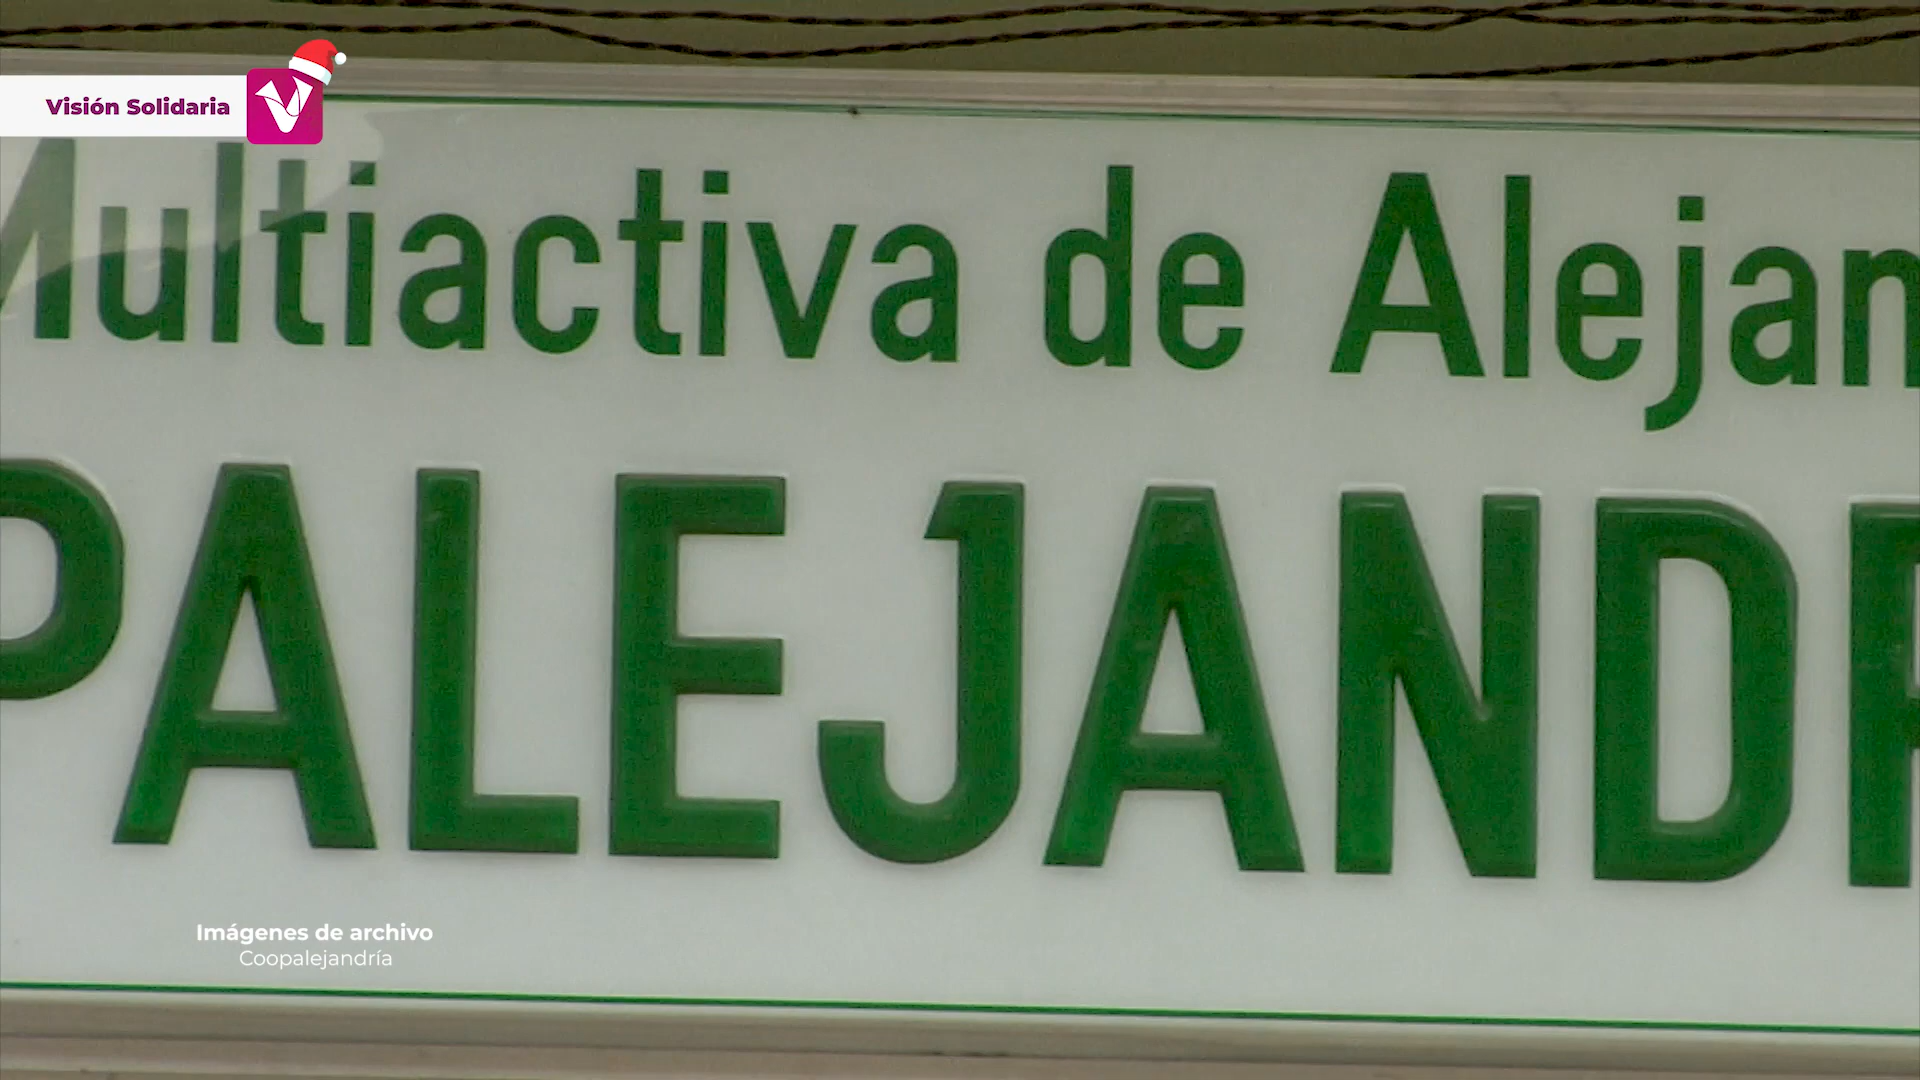 Visión Solidaria
Multiactiva de Alejan
PALEJANDR
Imágenes de archivo
Coopalejandría